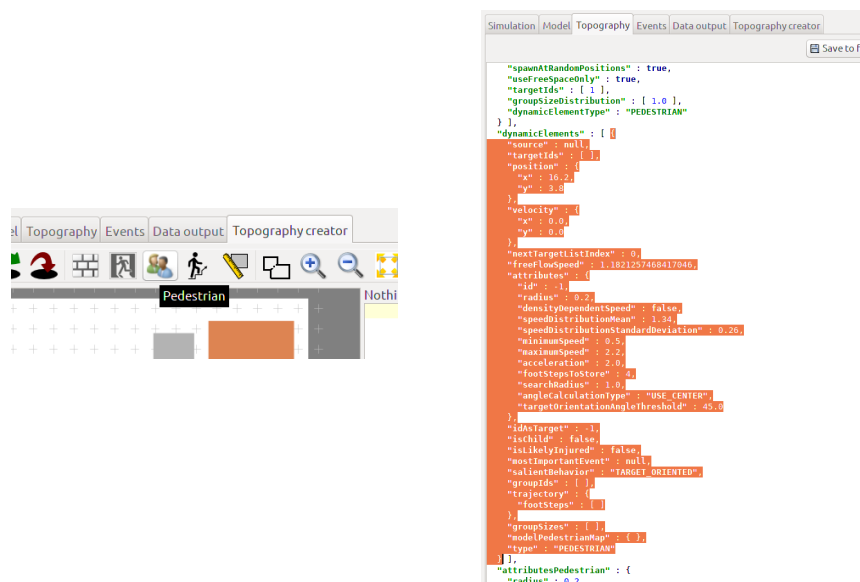 el Topography Events Data output Topography creator
Pedestrian
Nothi
Simulation Model Topography Events Data output Topography creator
Save to f
"spawnAtRandomPositions" : true,
"useFreeSpaceOnly" : true,
"targetIds" : [ 1 ],
"groupSizeDistribution" : [ 1.0 ],
"dynamicElementType" : "PEDESTRIAN"
} ],
"dynamicElements" : [ {
"source" : null,
"targetIds" : [ ],
"position" : {
"x" : 16.2,
"y" : 3.8
},
"velocity" : {
"x" : 0.0,
"y" : 0.0
},
"nextTargetListIndex" : 0,
"freeFlowSpeed" : 1.1821257468417046,
"attributes" : {
"id" : -1,
"radius" : 0.2,
"densityDependentSpeed" : false,
"speedDistributionMean" : 1.34,
"speedDistributionStandardDeviation" : 0.26,
"minimumSpeed" : 0.5,
"maximumSpeed" : 2.2,
"acceleration" : 2.0,
"footStepsToStore" : 4,
"searchRadius" : 1.0,
"angleCalculationType" : "USE_CENTER",
"targetOrientationAngleThreshold" : 45.0
},
"idAsTarget" : -1,
"isChild" : false,
"isLikelyInjured" : false,
"mostImportantEvent" : null,
"salientBehavior" : "TARGET_ORIENTED",
"groupIds" : [ ],
"trajectory" : {
"footSteps" : [ ]
},
"groupSizes" : [ ],
"modelPedestrianMap" : { },
"type" : "PEDESTRIAN"
} ],
"attributesPedestrian" : {
"radius" : 0.2,